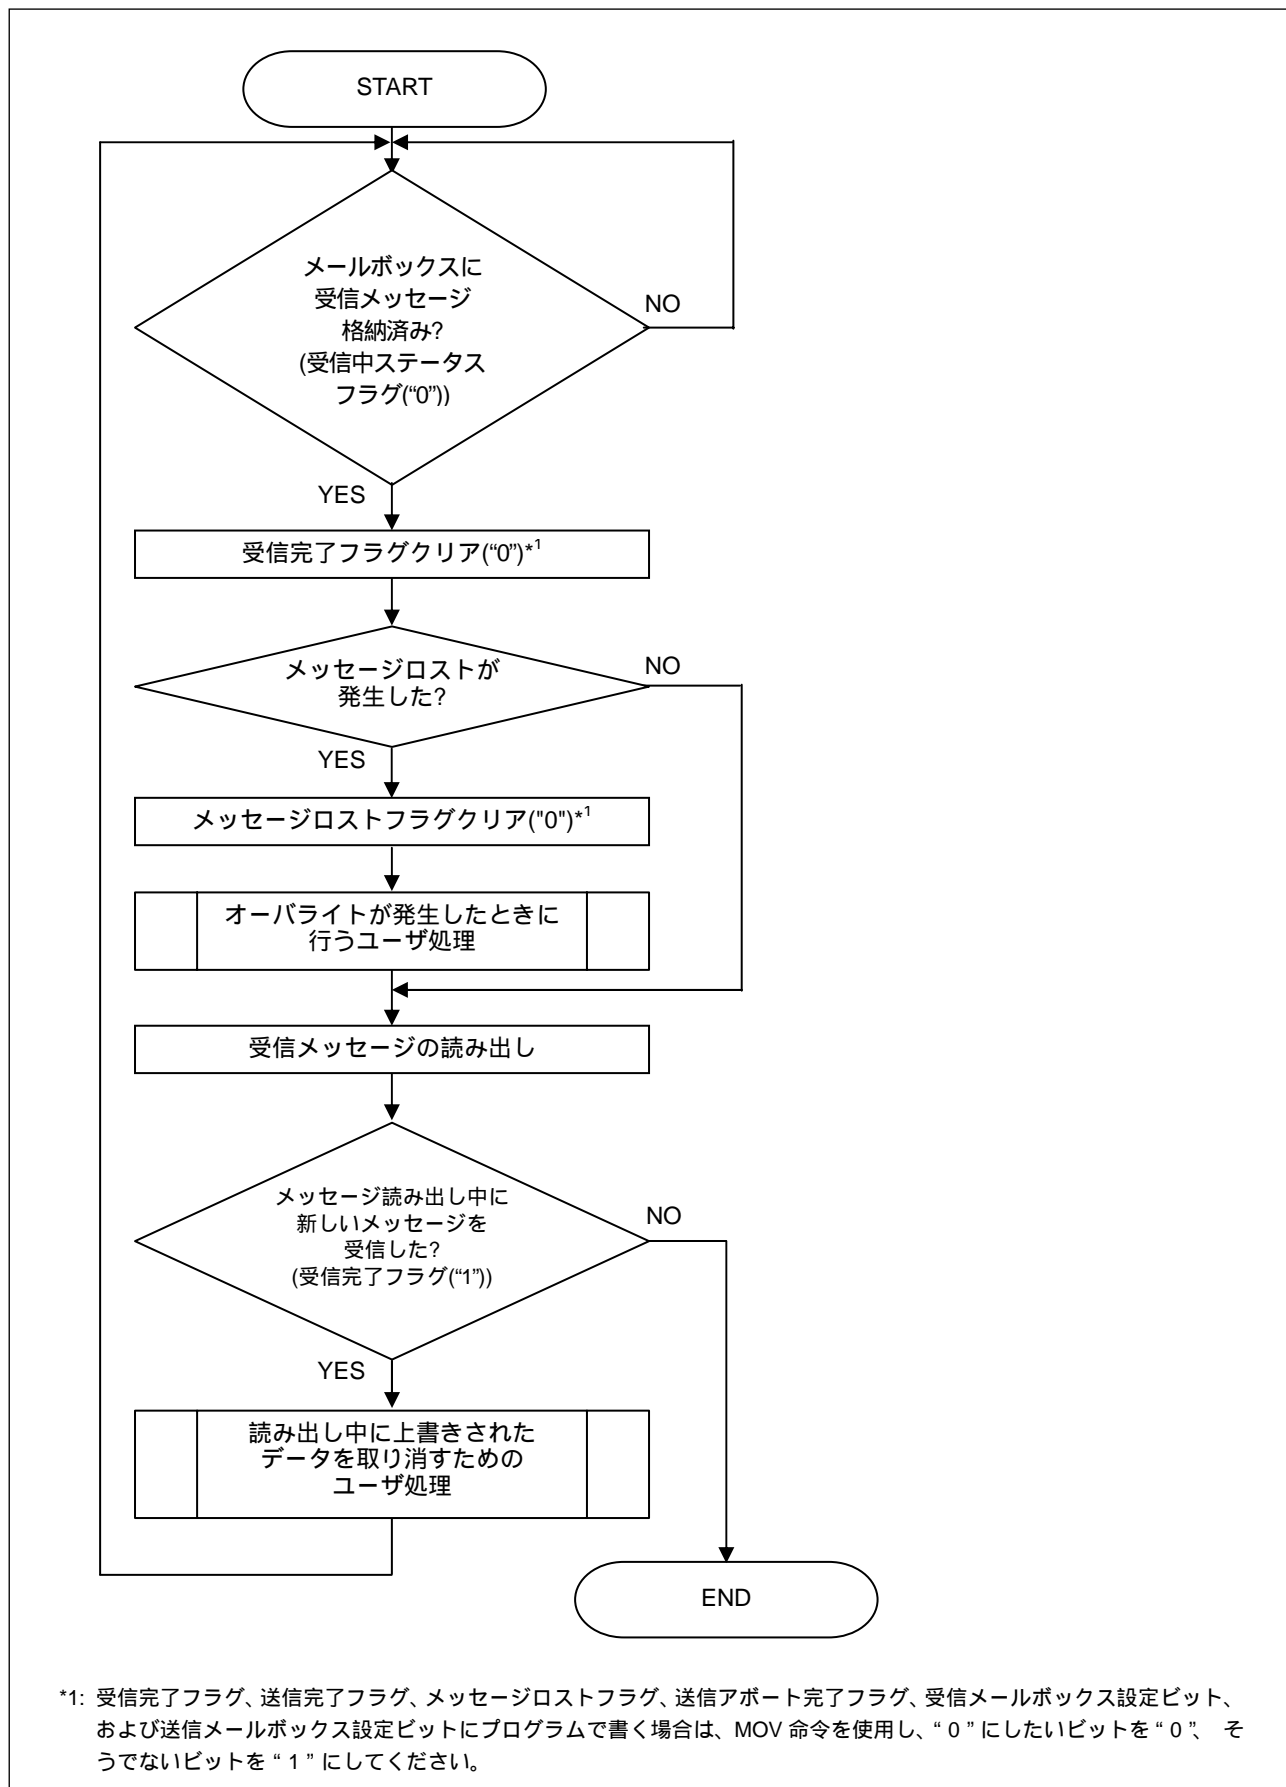 START
メールボックスに
受信メッセージ
格納済み?
(受信中ステータス
フラグ(“0”))
NO
YES
受信完了フラグクリア(“0”)*1
メッセージロストが
発生した?
NO
YES
メッセージロストフラグクリア("0")*1
オーバライトが発生したときに
行うユーザ処理
受信メッセージの読み出し
メッセージ読み出し中に
新しいメッセージを
受信した?
(受信完了フラグ(“1”))
NO
YES
読み出し中に上書きされた
データを取り消すための
ユーザ処理
END
*1: 受信完了フラグ、送信完了フラグ、メッセージロストフラグ、送信アボート完了フラグ、受信メールボックス設定ビット、
および送信メールボックス設定ビットにプログラムで書く場合は、MOV 命令を使用し、“ 0 ” にしたいビットを “ 0 ”、 そ
うでないビットを “ 1 ” にしてください。